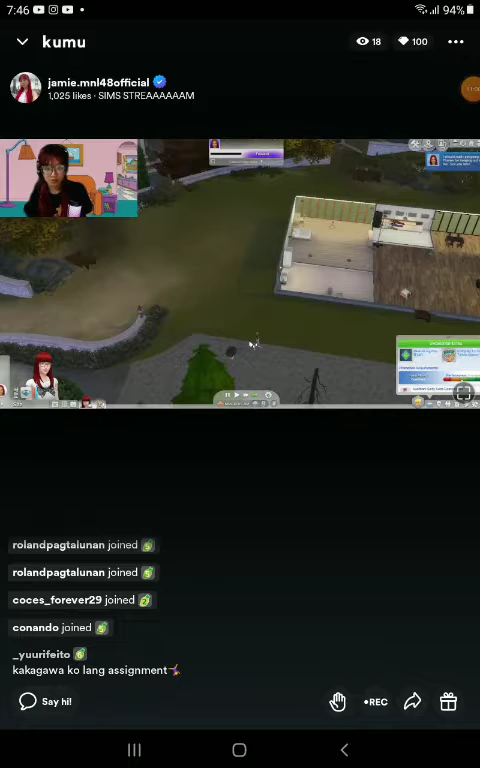 7:46
94%
kumu
18
100
jamie.mnl48official
1,025 likes · SIMS STREAAAAAAM
rolandpagtalunan joined
rolandpagtalunan joined
coces_forever29 joined
conando joined
_yuurifeito
kakagawa ko lang assignment
Say hi!
•REC